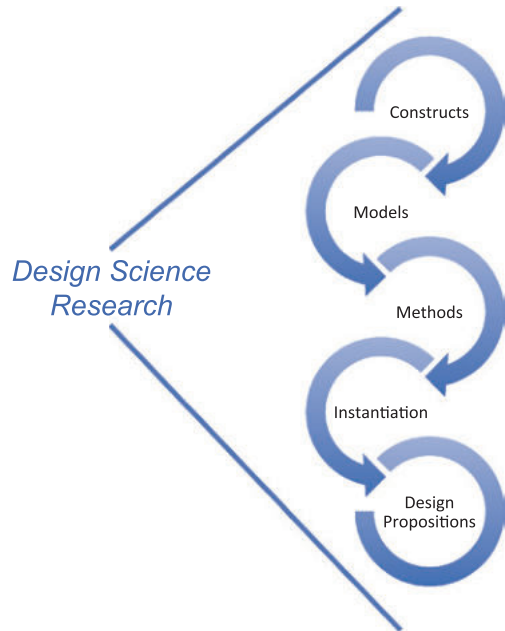 Constructs
Models
Design Science
Research
Methods
Instantiation
Design
Propositions